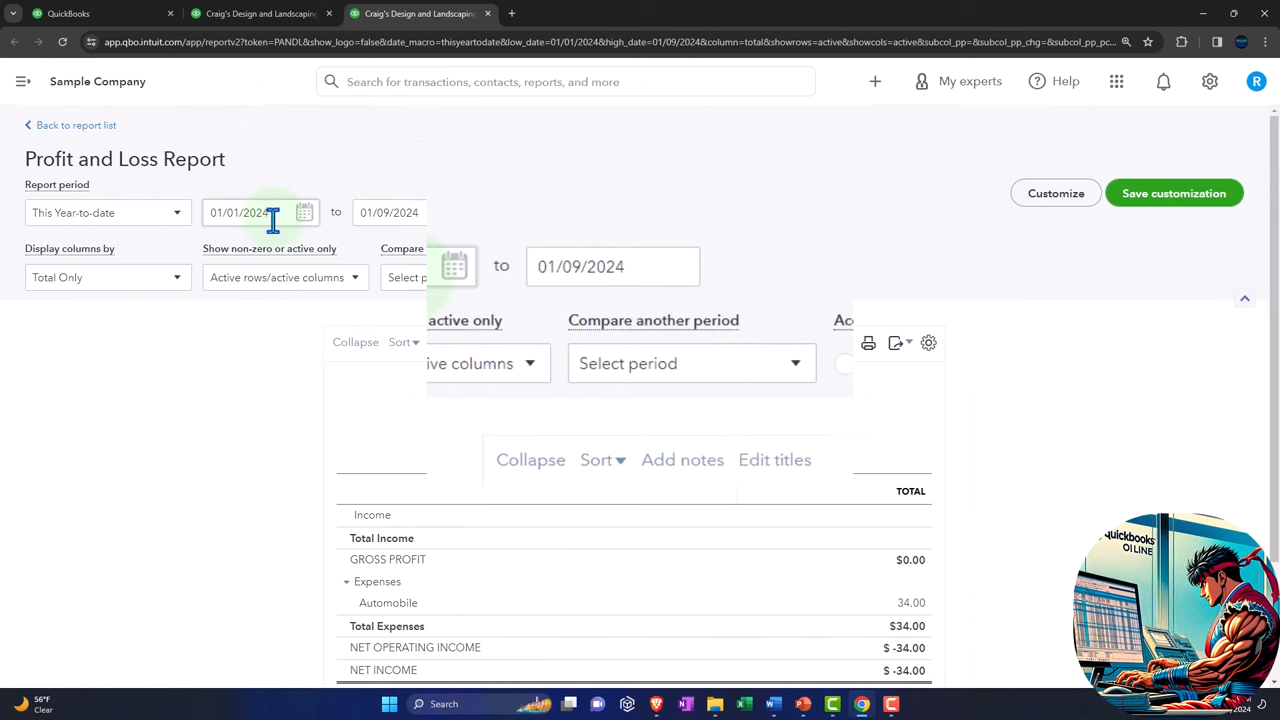 QuickBooks
Craig's Design and Landscaping
Craig's Design and Landscaping
app.qbo.intuit.com/app/reportv2?token=PANDL&show_logo=false&date_macro=thisyeartodate&low_date=01/01/2024&high_date=01/09/2024&column=total&showrows=active&showcols=active&subcol_pp=&subcol_pp_chg=&subcol_pp_pc...
Sample Company
Search for transactions, contacts, reports, and more
My experts
Help
R
Back to report list
Profit and Loss Report
Report period
Customize
Save customization
This Year-to-date
01/01/2024
to
01/09/2024
Display columns by
Show non-zero or active only
Compare
Total Only
Active rows/active columns
Select p
to
01/09/2024
active only
Compare another period
Ac
ive columns
Select period
Collapse
Sort
Collapse
Sort
Add notes
Edit titles
TOTAL
Income
Total Income
GROSS PROFIT
$0.00
Expenses
Automobile
34.00
Total Expenses
$34.00
NET OPERATING INCOME
$ -34.00
NET INCOME
$ -34.00
quickbooks
OILINE
56°F
Clear
Search
2024